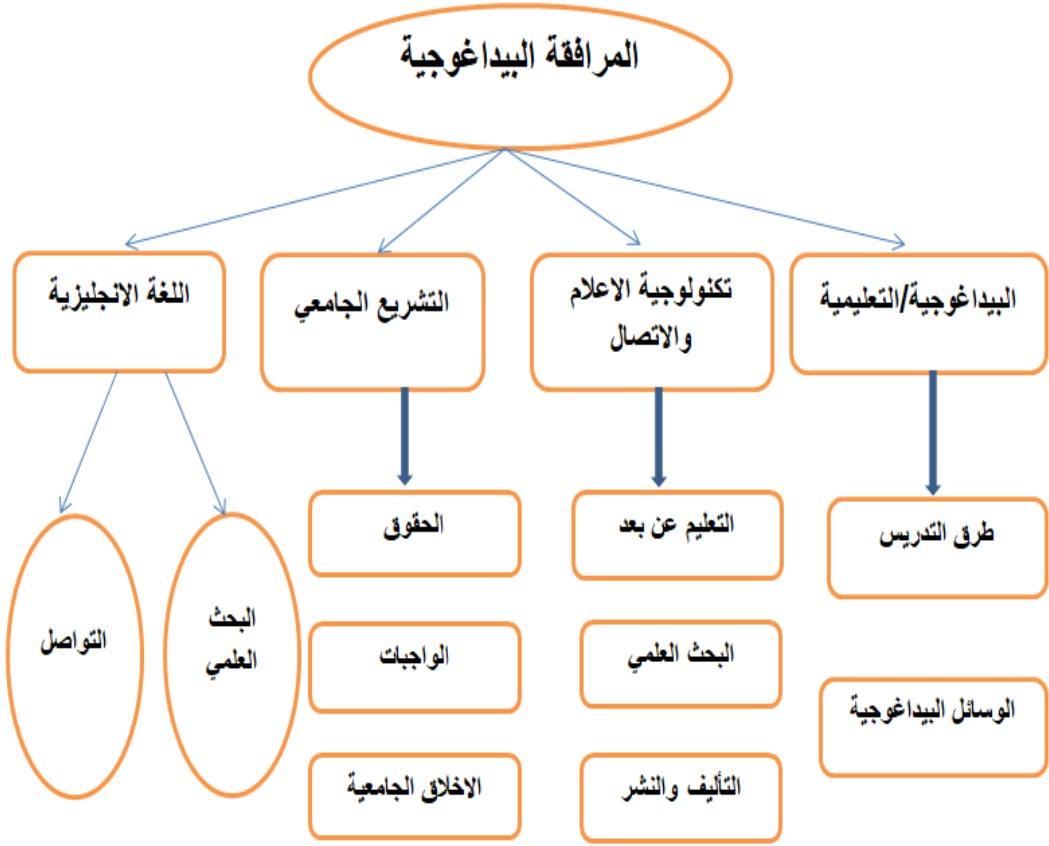 المرافقة البيداغوجية
البيداغوجية/التعليمية
تكنولوجية الاعلام
والاتصال
التشريع الجامعي
اللغة الانجليزية
طرق التدريس
التعليم عن بعد
الحقوق
البحث
العلمي
التواصل
الوسائل البيداغوجية
البحث العلمي
الواجبات
التأليف والنشر
الاخلاق الجامعية